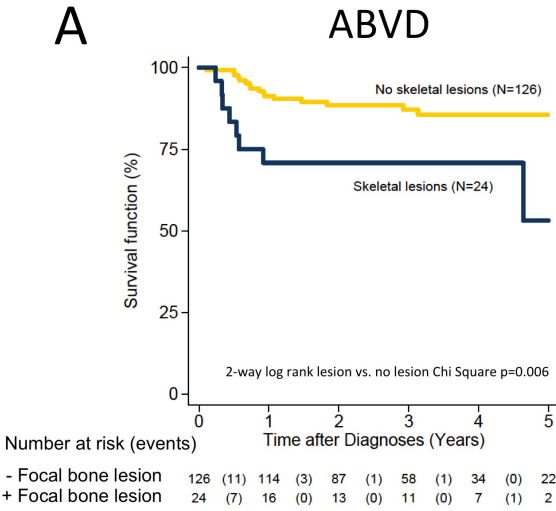 A
ABVD
100
75
50
25
0
Survival function (%)
No skeletal lesions (N=126)
Skeletal lesions (N=24)
2-way log rank lesion vs. no lesion Chi Square p=0.006
0 1 2 3 4 5
Number at risk (events)
Time after Diagnoses (Years)
- Focal bone lesion 126 (11) 114 (3) 87 (1) 58 (1) 34 (0) 22
+ Focal bone lesion 24 (7) 16 (0) 13 (0) 11 (0) 7 (1) 2